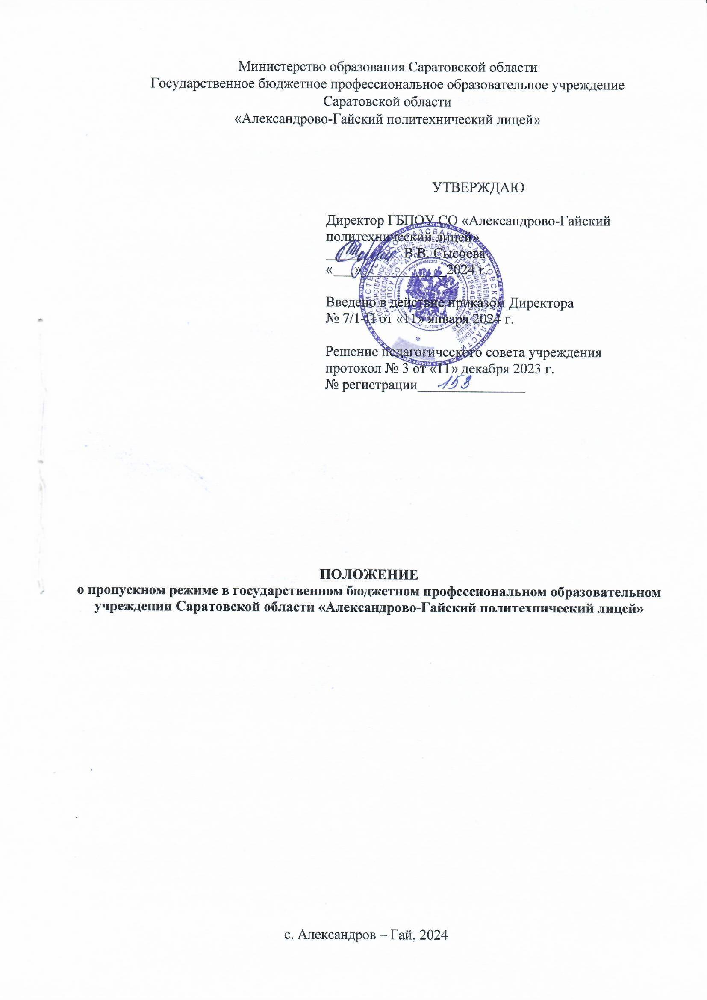 Министерство образования Саратовской области
Государственное бюджетное профессиональное образовательное учреждение
Саратовской области
«Александрово-Гайский политехнический лицей»
УТВЕРЖДАЮ
Директор ГБПОУ СО «Александрово-Гайский
политехнический лицей»
___________В.В. Сысоева
«___»____________2024 г.
Введено в действие приказом Директора
№ 7/1-П от «11» января 2024 г.
Решение педагогического совета учреждения
протокол № 3 от «11» декабря 2023 г.
№ регистрации 153
ПОЛОЖЕНИЕ
о пропускном режиме в государственном бюджетном профессиональном образовательном
учреждении Саратовской области «Александрово-Гайский политехнический лицей»
с. Александров – Гай, 2024